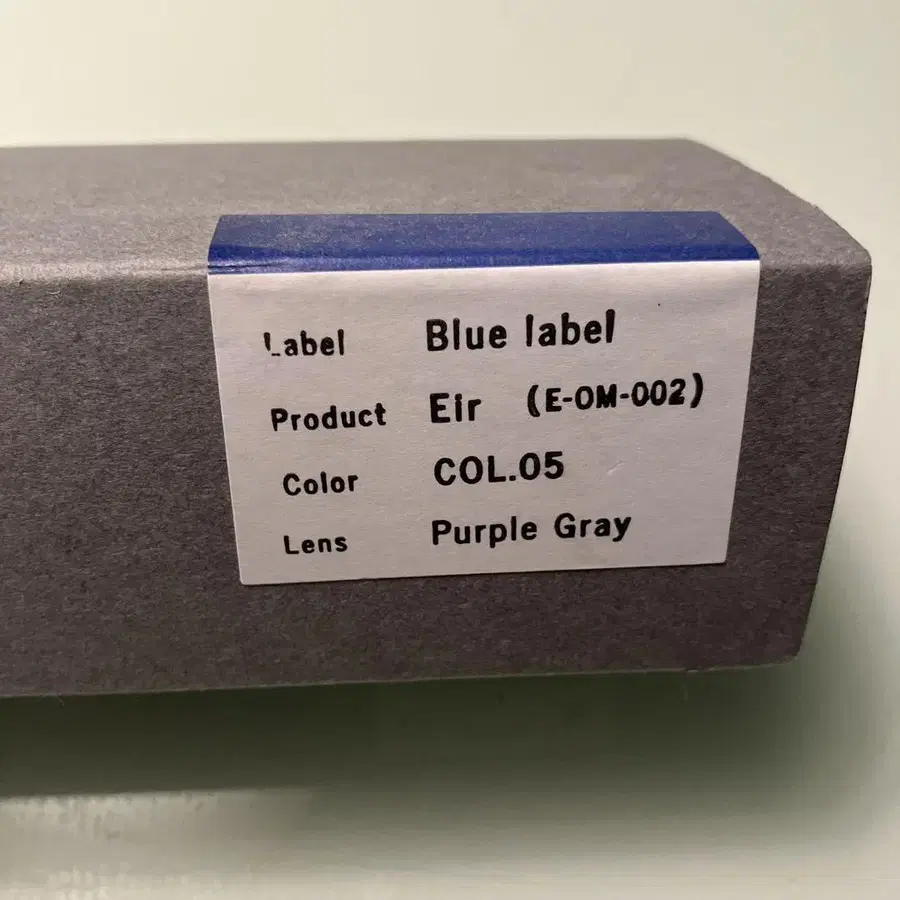 Label Blue label
Product Eir (E-OM-002)
Color COL.05
Lens Purple Gray